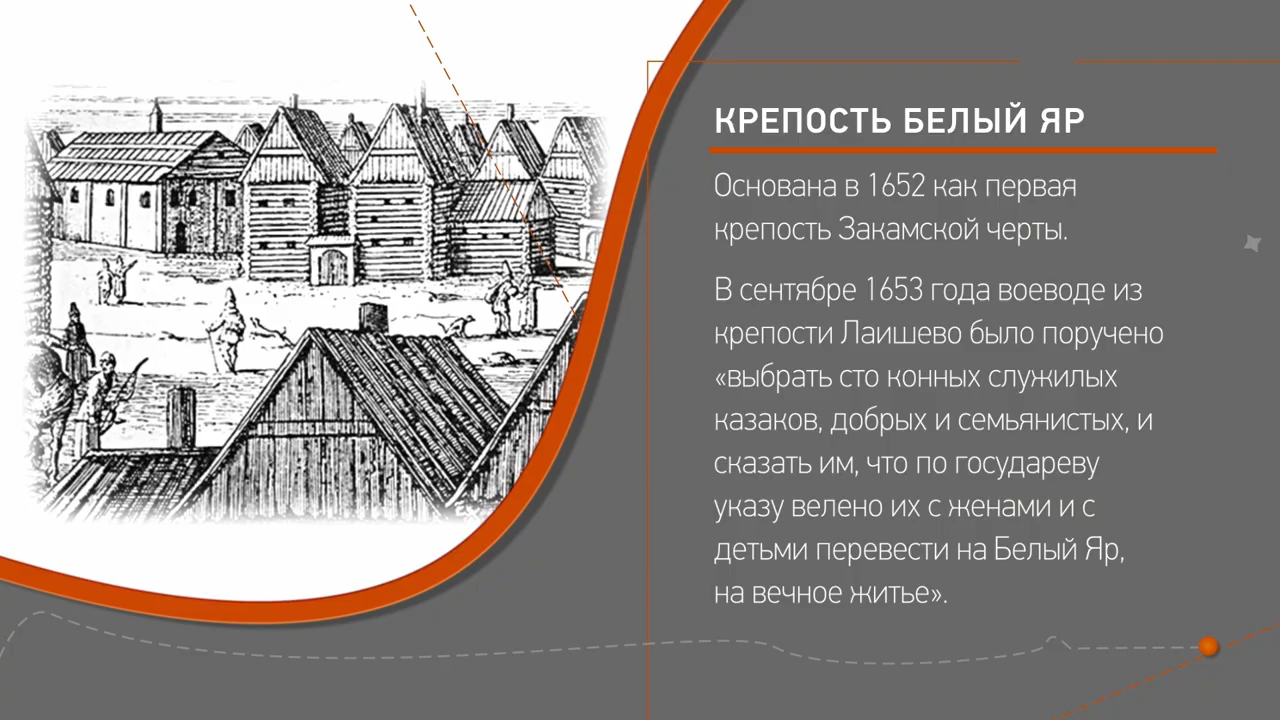 КРЕПОСТЬ БЕЛЫЙ ЯР
Основана в 1652 как первая
крепость Закамской черты.
В сентябре 1653 года воеводе из
крепости Лаишево было поручено
«выбрать сто конных служилых
казаков, добрых и семьянистых, и
сказать им, что по государеву
указу велено их с женами и с
детьми перевести на Белый Яр,
на вечное житье».